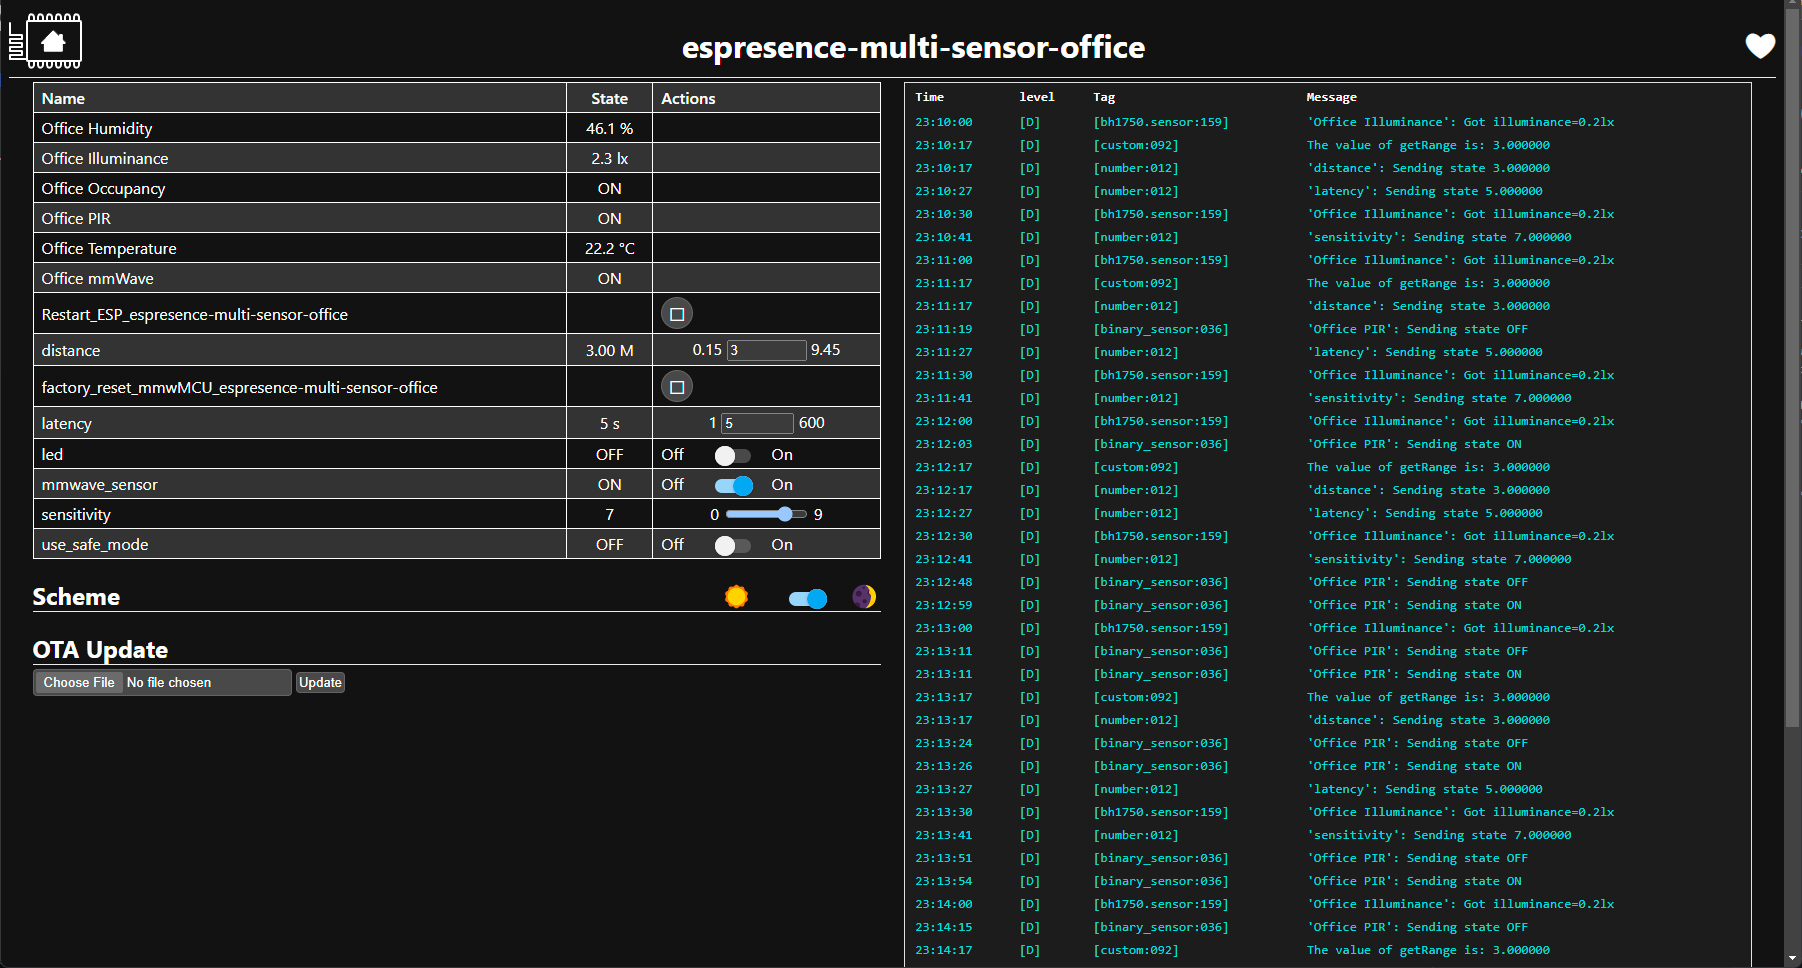 espresence-multi-sensor-office
Name State Actions
Office Humidity 46.1 %
Office Illuminance 2.3 lx
Office Occupancy ON
Office PIR ON
Office Temperature 22.2 °C
Office mmWave ON
Restart_ESP_espresence-multi-sensor-office
distance 3.00 M 0.15 3 9.45
factory_reset_mmwMCU_espresence-multi-sensor-office
latency 5 s 1 5 600
led OFF Off On
mmwave_sensor ON Off On
sensitivity 7 0 9
use_safe_mode OFF Off On
Scheme
OTA Update
Choose File No file chosen Update
Time level Tag Message
23:10:00 [D] [bh1750.sensor:159] 'Office Illuminance': Got illuminance=0.2lx
23:10:17 [D] [custom:092] The value of getRange is: 3.000000
23:10:17 [D] [number:012] 'distance': Sending state 3.000000
23:10:27 [D] [number:012] 'latency': Sending state 5.000000
23:10:30 [D] [bh1750.sensor:159] 'Office Illuminance': Got illuminance=0.2lx
23:10:41 [D] [number:012] 'sensitivity': Sending state 7.000000
23:11:00 [D] [bh1750.sensor:159] 'Office Illuminance': Got illuminance=0.2lx
23:11:17 [D] [custom:092] The value of getRange is: 3.000000
23:11:17 [D] [number:012] 'distance': Sending state 3.000000
23:11:19 [D] [binary_sensor:036] 'Office PIR': Sending state OFF
23:11:27 [D] [number:012] 'latency': Sending state 5.000000
23:11:30 [D] [bh1750.sensor:159] 'Office Illuminance': Got illuminance=0.2lx
23:11:41 [D] [number:012] 'sensitivity': Sending state 7.000000
23:12:00 [D] [bh1750.sensor:159] 'Office Illuminance': Got illuminance=0.2lx
23:12:03 [D] [binary_sensor:036] 'Office PIR': Sending state ON
23:12:17 [D] [custom:092] The value of getRange is: 3.000000
23:12:17 [D] [number:012] 'distance': Sending state 3.000000
23:12:27 [D] [number:012] 'latency': Sending state 5.000000
23:12:30 [D] [bh1750.sensor:159] 'Office Illuminance': Got illuminance=0.2lx
23:12:41 [D] [number:012] 'sensitivity': Sending state 7.000000
23:12:48 [D] [binary_sensor:036] 'Office PIR': Sending state OFF
23:12:59 [D] [binary_sensor:036] 'Office PIR': Sending state ON
23:13:00 [D] [bh1750.sensor:159] 'Office Illuminance': Got illuminance=0.2lx
23:13:11 [D] [binary_sensor:036] 'Office PIR': Sending state OFF
23:13:11 [D] [binary_sensor:036] 'Office PIR': Sending state ON
23:13:17 [D] [custom:092] The value of getRange is: 3.000000
23:13:17 [D] [number:012] 'distance': Sending state 3.000000
23:13:24 [D] [binary_sensor:036] 'Office PIR': Sending state OFF
23:13:26 [D] [binary_sensor:036] 'Office PIR': Sending state ON
23:13:27 [D] [number:012] 'latency': Sending state 5.000000
23:13:30 [D] [bh1750.sensor:159] 'Office Illuminance': Got illuminance=0.2lx
23:13:41 [D] [number:012] 'sensitivity': Sending state 7.000000
23:13:51 [D] [binary_sensor:036] 'Office PIR': Sending state OFF
23:13:54 [D] [binary_sensor:036] 'Office PIR': Sending state ON
23:14:00 [D] [bh1750.sensor:159] 'Office Illuminance': Got illuminance=0.2lx
23:14:15 [D] [binary_sensor:036] 'Office PIR': Sending state OFF
23:14:17 [D] [custom:092] The value of getRange is: 3.000000